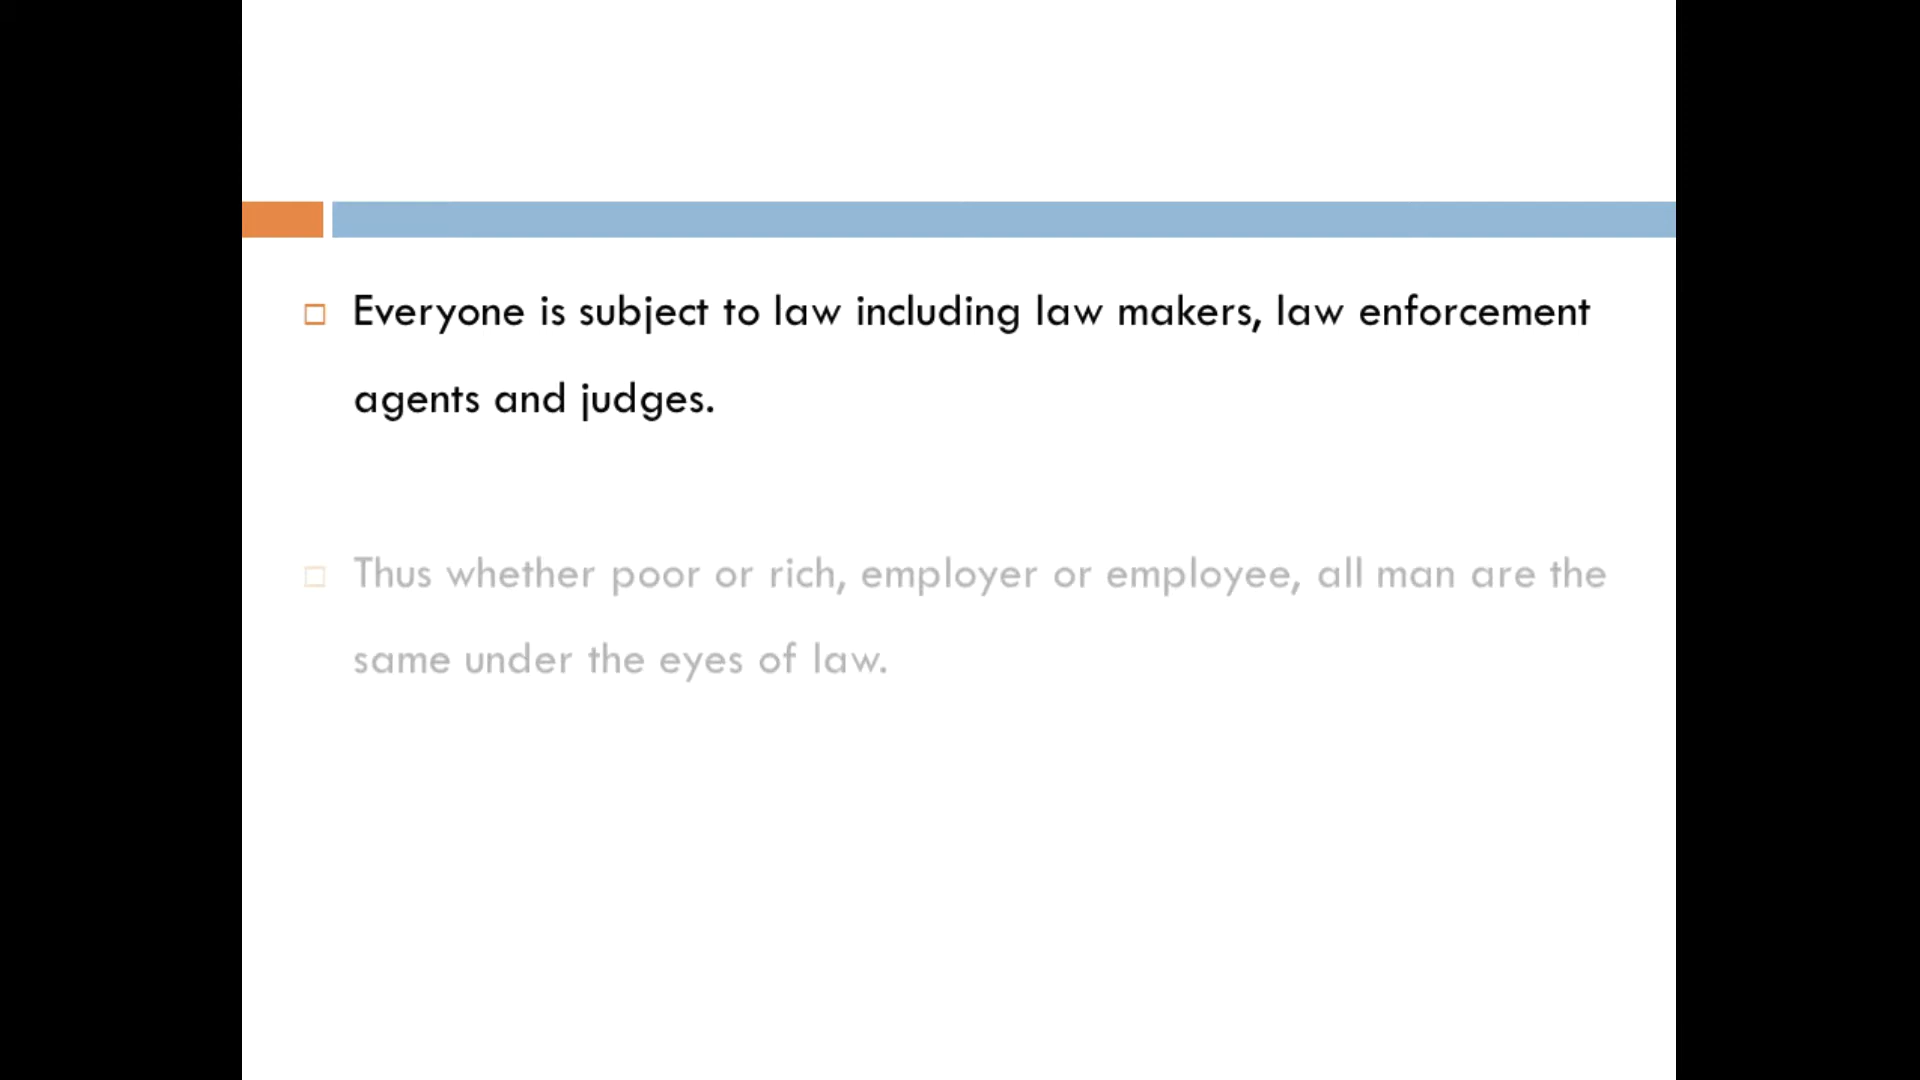 Everyone is subject to law including law makers, law enforcement
agents and judges.
Thus whether poor or rich, employer or employee, all man are the
same under the eyes of law.